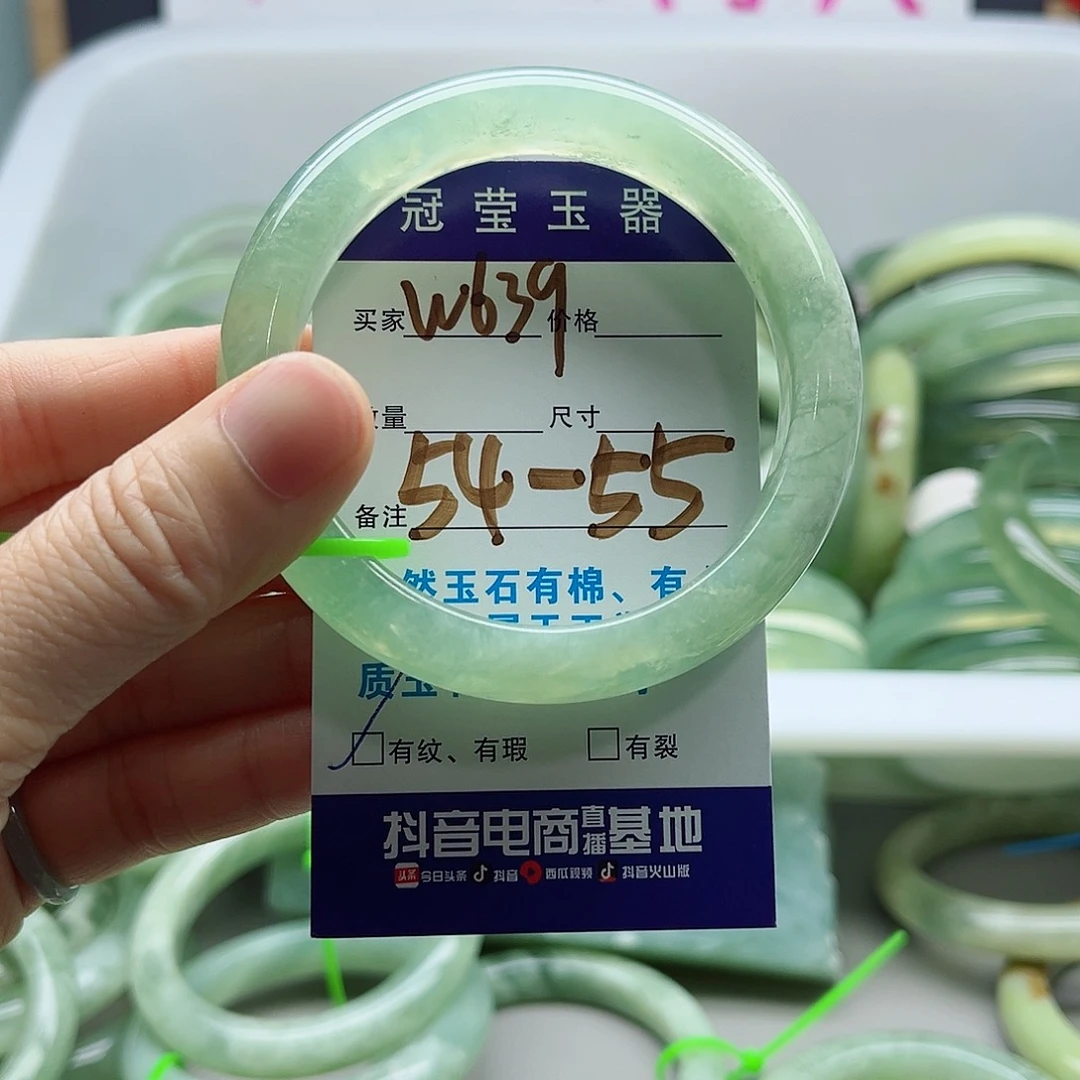 冠莹玉器
买家 W639 价格
量 尺寸
54-55
备注
然玉石有棉、有
质玉
有纹、有瑕 有裂
抖音电商直播基地
头条 今日头条 抖音 西瓜视频 抖音火山版